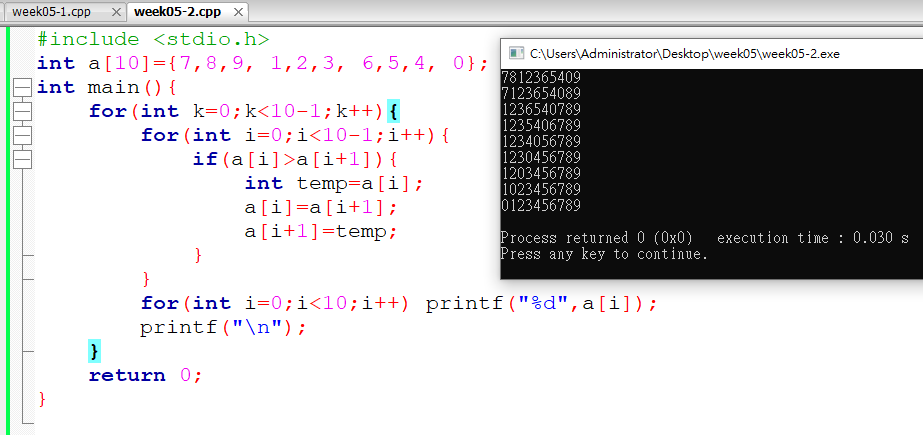 week05-1.cpp
week05-2.cpp
#include <stdio.h>
int a[10]={7,8,9, 1,2,3, 6,5,4, 0};
int main(){
    for(int k=0;k<10-1;k++){
        for(int i=0;i<10-1;i++){
            if(a[i]>a[i+1]){
                int temp=a[i];
                a[i]=a[i+1];
                a[i+1]=temp;
            }
        }
        for(int i=0;i<10;i++) printf("%d",a[i]);
        printf("\n");
    }
    return 0;
}
C:\Users\Administrator\Desktop\week05\week05-2.exe
7812365409
7123654089
1236540789
1235406789
1234056789
1230456789
1203456789
1023456789
0123456789
Process returned 0 (0x0)   execution time : 0.030 s
Press any key to continue.